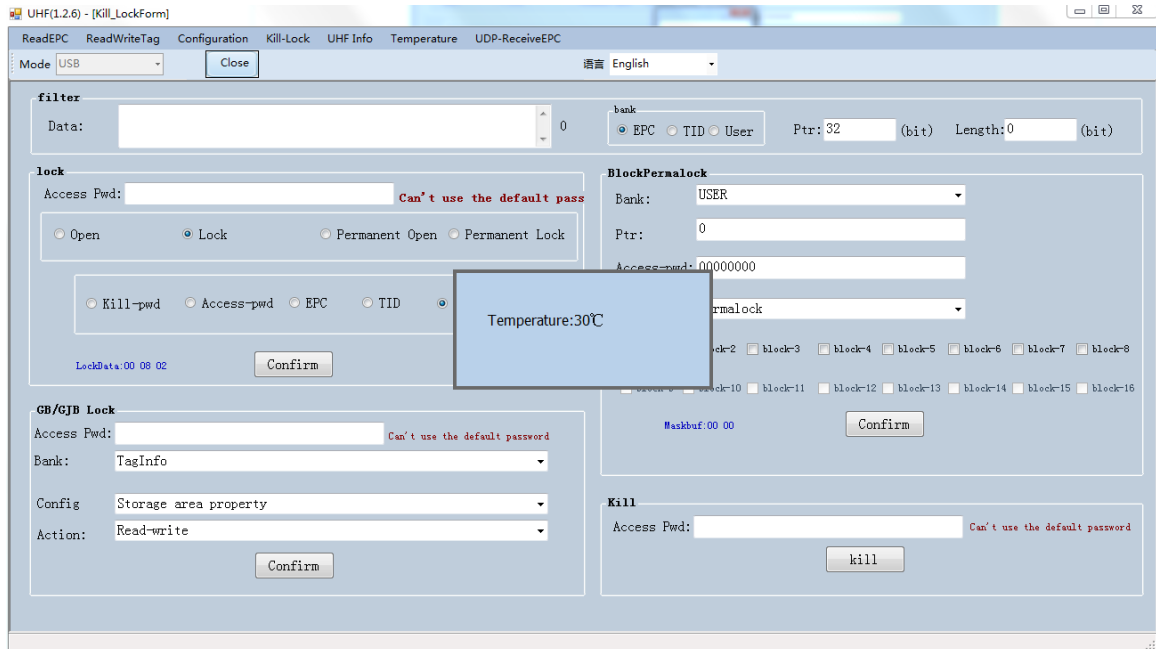 UHF(1.2.6) - [Kill_LockForm]
ReadEPC ReadWriteTag Configuration Kill-Lock UHF Info Temperature UDP-ReceiveEPC
Mode USB Close 语言 English
filter
Data: 0
bank
EPC TID User Ptr: 32 (bit) Length: 0 (bit)
lock
Access Pwd: Can't use the default pass
Open Lock Permanent Open Permanent Lock
Kill-pwd Access-pwd EPC TID
LockData:00 08 02 Confirm
BlockPermalock
Bank: USER
Ptr: 0
Access-pwd: 00000000
rmalock
ck-2 block-3 block-4 block-5 block-6 block-7 block-8
block-10 block-11 block-12 block-13 block-14 block-15 block-16
Maskbuf:00 00 Confirm
Temperature:30℃
GB/GJB Lock
Access Pwd: Can't use the default password
Bank: TagInfo
Config Storage area property
Action: Read-write
Confirm
Kill
Access Pwd: Can't use the default password
kill